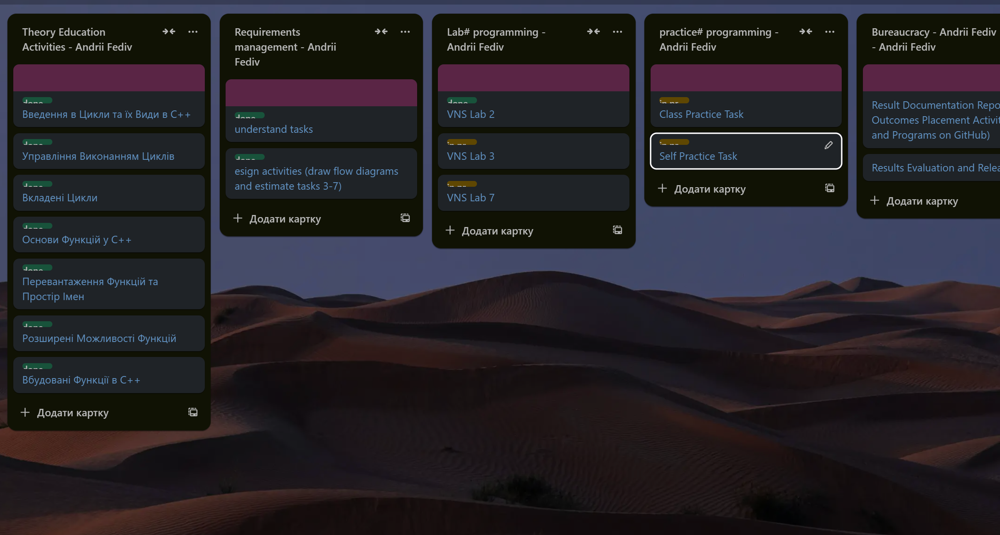 Theory Education
Activities - Andrii Fediv
done
Введення в Цикли та їх Види в C++
done
Управління Виконанням Циклів
done
Вкладені Цикли
done
Основи Функцій у C++
done
Перевантаження Функцій та
Простір Імен
done
Розширені Можливості Функцій
done
Вбудовані Функції в C++
Додати картку
Requirements
management - Andrii
Fediv
done
understand tasks
done
esign activities (draw flow diagrams
and estimate tasks 3-7)
Додати картку
Lab# programming -
Andrii Fediv
done
VNS Lab 2
in pr
VNS Lab 3
in pr
VNS Lab 7
Додати картку
practice# programming -
Andrii Fediv
in pr
Class Practice Task
in pr
Self Practice Task
Додати картку
Bureaucracy - Andrii Fediv
- Andrii Fediv
Result Documentation Repo
Outcomes Placement Activit
and Programs on GitHub)
Results Evaluation and Relea
Додати картку